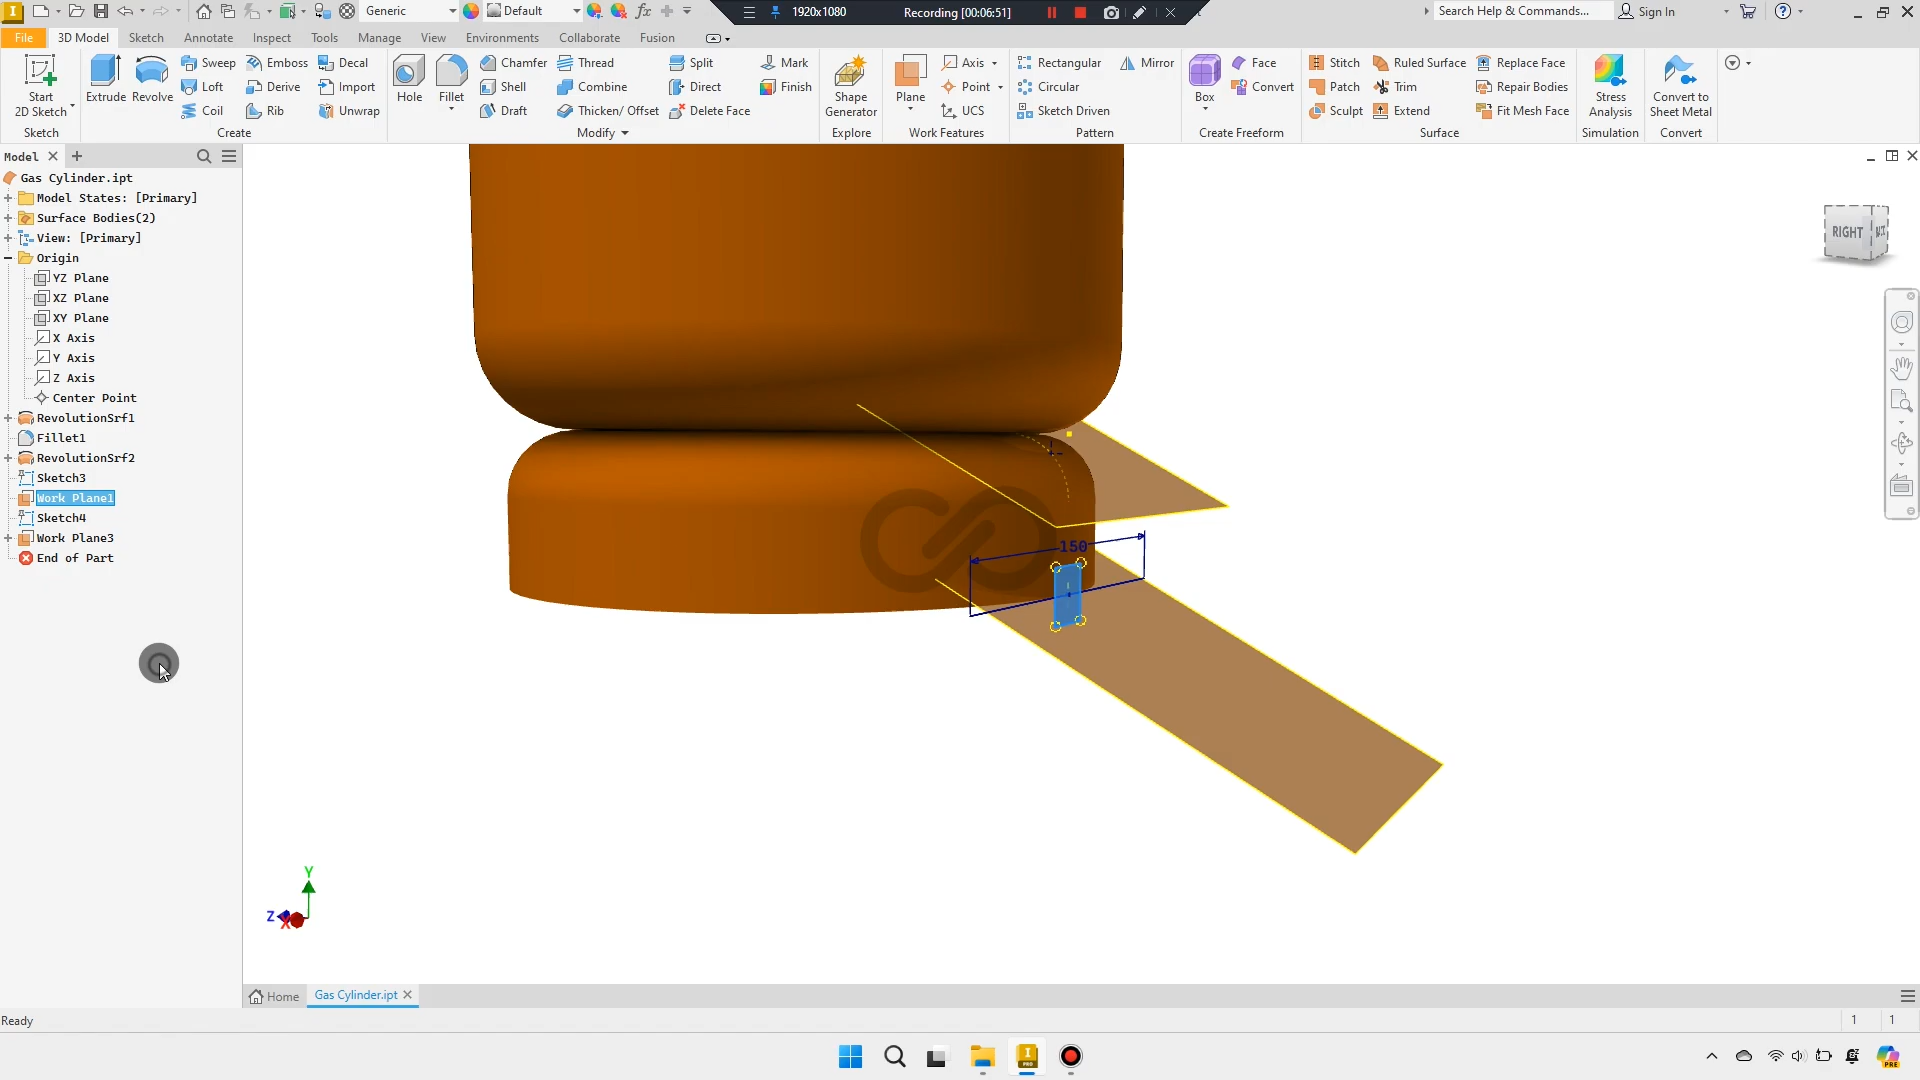 Generic
Default
1920x1080
Recording [00:06:51]
Search Help & Commands...
Sign In
File
3D Model
Sketch
Annotate
Inspect
Tools
Manage
View
Environments
Collaborate
Fusion
Start
2D Sketch
Sketch
Extrude
Revolve
Sweep
Emboss
Decal
Loft
Derive
Import
Coil
Rib
Unwrap
Create
Hole
Fillet
Chamfer
Thread
Split
Mark
Shell
Combine
Direct
Finish
Draft
Thicken/ Offset
Delete Face
Modify
Shape
Generator
Explore
Plane
Axis
Point
UCS
Work Features
Rectangular
Mirror
Circular
Sketch Driven
Pattern
Box
Face
Convert
Create Freeform
Stitch
Ruled Surface
Replace Face
Patch
Trim
Repair Bodies
Sculpt
Extend
Fit Mesh Face
Surface
Stress
Analysis
Simulation
Convert to
Sheet Metal
Convert
Model
Gas Cylinder.ipt
Model States: [Primary]
Surface Bodies(2)
View: [Primary]
Origin
YZ Plane
XZ Plane
XY Plane
X Axis
Y Axis
Z Axis
Center Point
RevolutionSrf1
Fillet1
RevolutionSrf2
Sketch3
Work Plane1
Sketch4
Work Plane3
End of Part
RIGHT
150
Y
Z
X
Home
Gas Cylinder.ipt
Ready
1
1